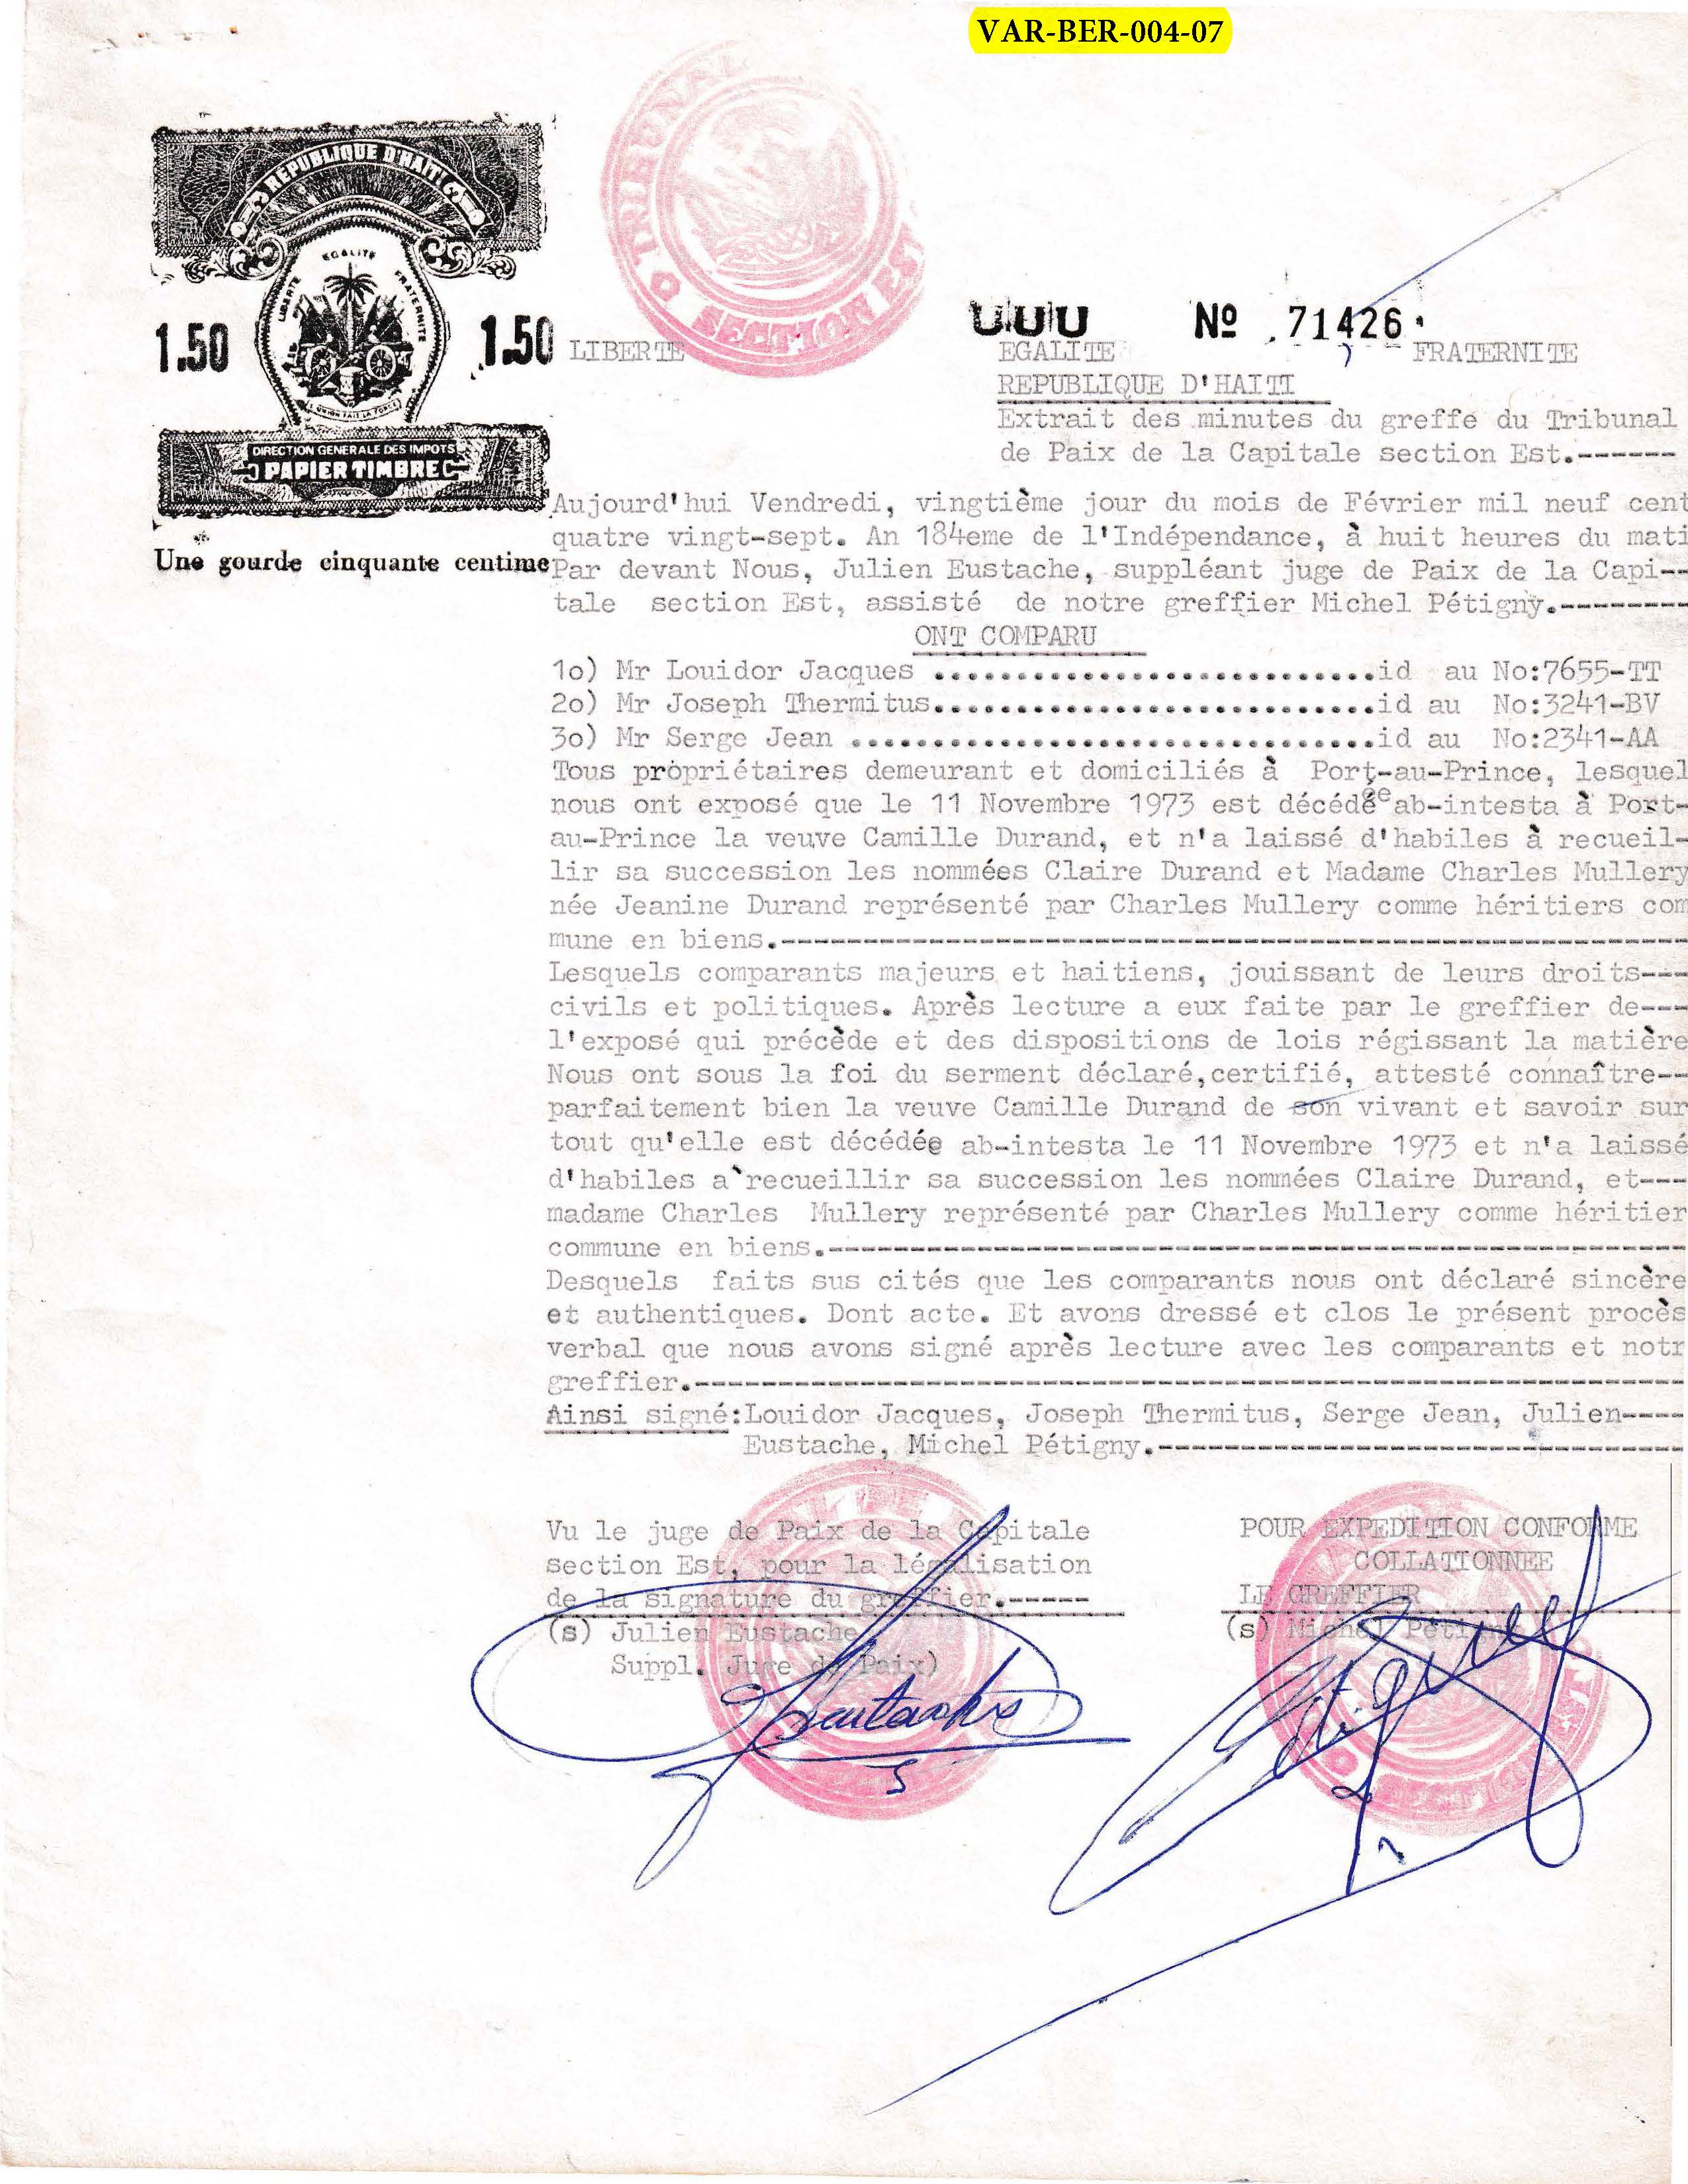 VAR-BER-004-07
TRIBUNAL
SECTION EST
REPUBLIQUE D'HAITI
LIBERTE EGALITE FRATERNITE
L'UNION FAIT LA FORCE
1.50 1.50
DIRECTION GENERALE DES IMPOTS
PAPIER TIMBRE
Une gourde cinquante centime
UUU Nº 71426
LIBERTE EGALITE FRATERNITE
REPUBLIQUE D'HAITI
Extrait des minutes du greffe du Tribunal
de Paix de la Capitale section Est.------
Aujourd'hui Vendredi, vingtième jour du mois de Février mil neuf cent
quatre vingt-sept. An 184eme de l'Indépendance, à huit heures du mati
Par devant Nous, Julien Eustache, suppléant juge de Paix de la Capi--
tale section Est, assisté de notre greffier Michel Pétigny.--------
ONT COMPARU
1o) Mr Louidor Jacques ...........................id au No:7655-TT
2o) Mr Joseph Thermitus...........................id au No:3241-BV
3o) Mr Serge Jean ................................id au No:2341-AA
Tous propriétaires demeurant et domiciliés à Port-au-Prince, lesquel
nous ont exposé que le 11 Novembre 1973 est décédée ab-intesta à Port-
au-Prince la veuve Camille Durand, et n'a laissé d'habiles à recueil-
lir sa succession les nommées Claire Durand et Madame Charles Mullery
née Jeanine Durand représenté par Charles Mullery comme héritiers com
mune en biens.-------------------------------------------------------
Lesquels comparants majeurs et haitiens, jouissant de leurs droits---
civils et politiques. Après lecture a eux faite par le greffier de---
l'exposé qui précède et des dispositions de lois régissant la matière
Nous ont sous la foi du serment déclaré,certifié, attesté connaître--
parfaitement bien la veuve Camille Durand de son vivant et savoir sur
tout qu'elle est décédée ab-intesta le 11 Novembre 1973 et n'a laissé
d'habiles a`recueillir sa succession les nommées Claire Durand, et---
madame Charles Mullery représenté par Charles Mullery comme héritier
commune en biens.----------------------------------------------------
Desquels faits sus cités que les comparants nous ont déclaré sincère
et authentiques. Dont acte. Et avons dressé et clos le présent procès
verbal que nous avons signé après lecture avec les comparants et notr
greffier.------------------------------------------------------------
Ainsi signé:Louidor Jacques, Joseph Thermitus, Serge Jean, Julien----
Eustache, Michel Pétigny.--------------------------------
Vu le juge de Paix de la Capitale
section Est, pour la légalisation
de la signature du greffier.-----
(s) Julien Eustache
Suppl. Juge de Paix)
POUR EXPEDITION CONFORME
COLLATIONNEE
LE GREFFIER
(s) Michel Pétigny